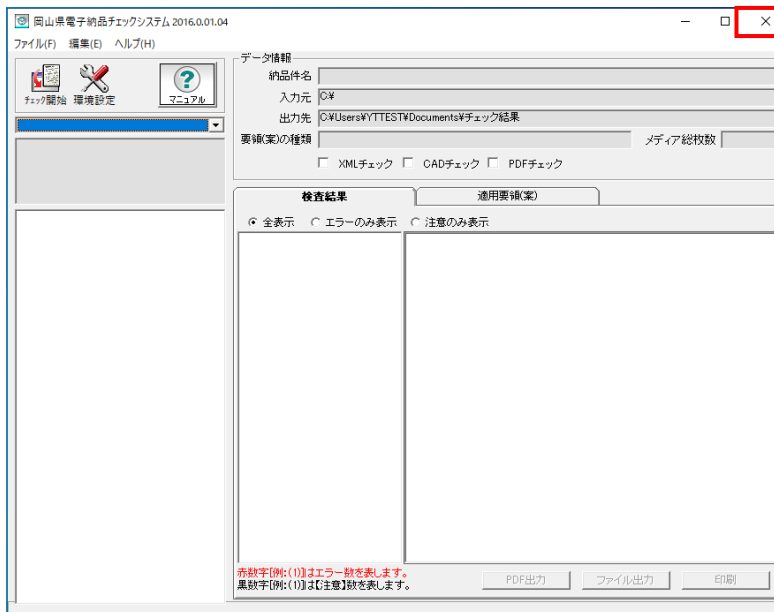 岡山県電子納品チェックシステム 2016.0.01.04
ファイル(F) 編集(E) ヘルプ(H)
チェック開始 環境設定 マニュアル
データ情報
納品件名
入力元 C:¥
出力先 C:¥Users¥YTTEST¥Documents¥チェック結果
要領(案)の種類 メディア総枚数
XMLチェック CADチェック PDFチェック
検査結果 適用要領(案)
全表示 エラーのみ表示 注意のみ表示
赤数字[例:(1)]はエラー数を表します。
黒数字[例:(1)]は【注意】数を表します。
PDF出力 ファイル出力 印刷